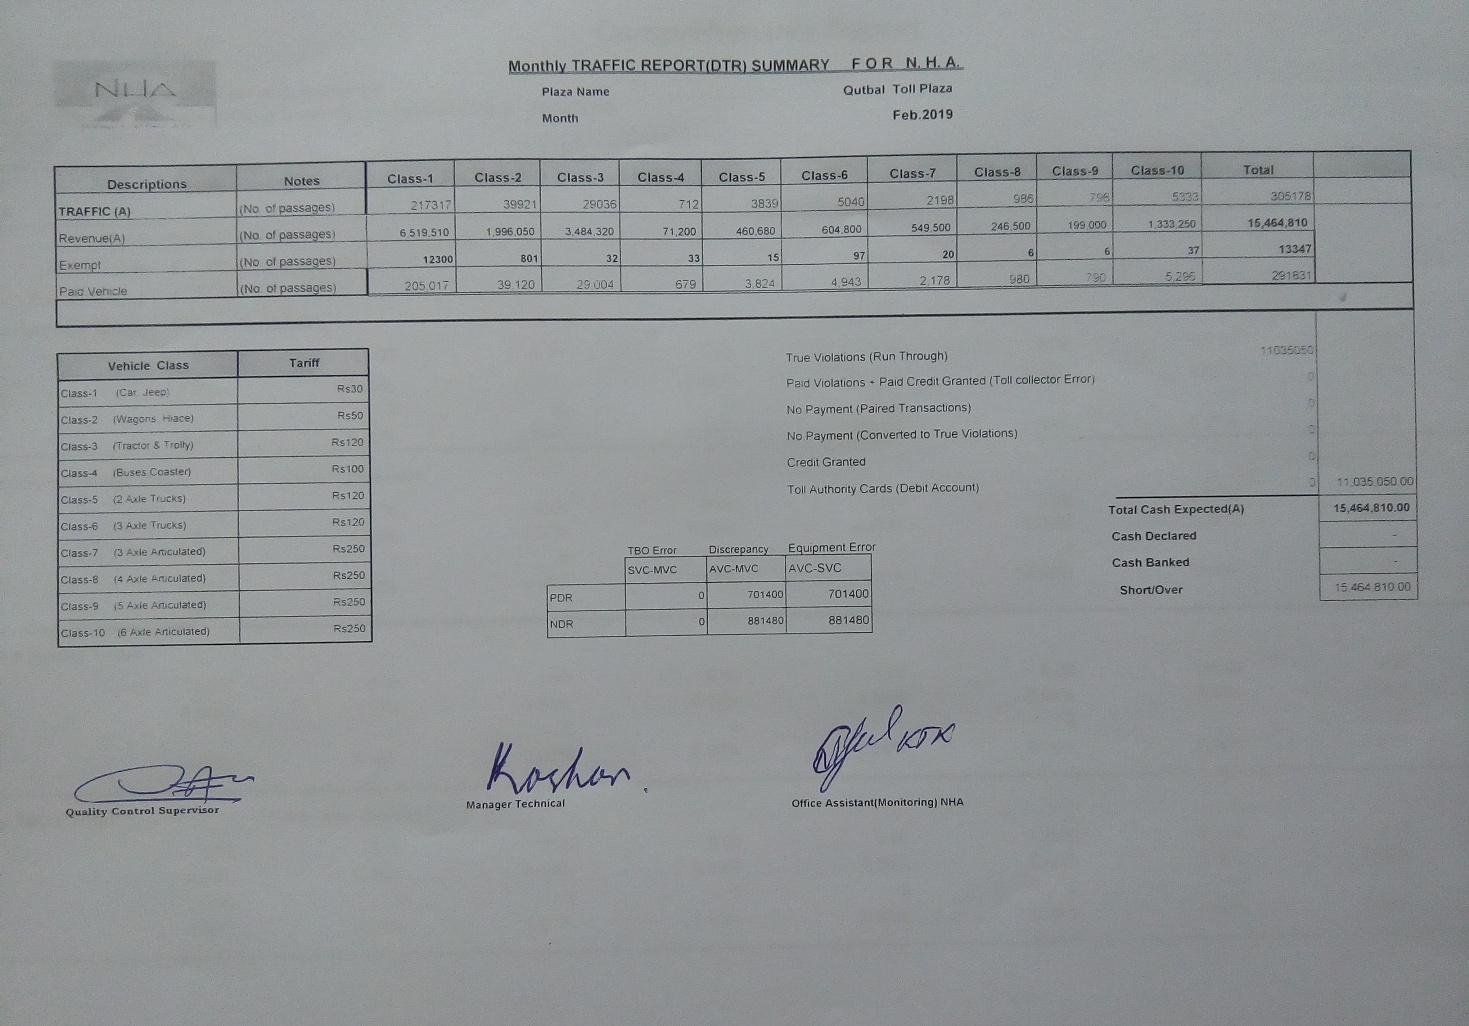 NHA
Monthly TRAFFIC REPORT(DTR) SUMMARY FOR N. H. A.
Plaza Name Qutbal Toll Plaza
Month Feb.2019
Descriptions Notes Class-1 Class-2 Class-3 Class-4 Class-5 Class-6 Class-7 Class-8 Class-9 Class-10 Total
TRAFFIC (A) (No. of passages) 217317 39921 29036 712 3839 5040 2198 986 796 5333 305178
Revenue(A) (No. of passages) 6,519,510 1,996,050 3,484,320 71,200 460,680 604,800 549,500 246,500 199,000 1,333,250 15,464,810
Exempt (No. of passages) 12300 801 32 33 15 97 20 6 6 37 13347
Paid Vehicle (No. of passages) 205,017 39,120 29,004 679 3,824 4,943 2,178 980 790 5,296 291831
True Violations (Run Through) 11035050
Paid Violations + Paid Credit Granted (Toll collector Error) 0
No Payment (Paired Transactions) 0
No Payment (Converted to True Violations) 0
Credit Granted 0
Toll Authority Cards (Debit Account) 0 11,035,050.00
Total Cash Expected(A) 15,464,810.00
Cash Declared -
Cash Banked -
Short/Over 15,464,810.00
Vehicle Class Tariff
Class-1 (Car Jeep) Rs30
Class-2 (Wagons Hiace) Rs50
Class-3 (Tractor & Trolly) Rs120
Class-4 (Buses Coaster) Rs100
Class-5 (2 Axle Trucks) Rs120
Class-6 (3 Axle Trucks) Rs120
Class-7 (3 Axle Articulated) Rs250
Class-8 (4 Axle Articulated) Rs250
Class-9 (5 Axle Articulated) Rs250
Class-10 (6 Axle Articulated) Rs250
TBO Error Discrepancy Equipment Error
SVC-MVC AVC-MVC AVC-SVC
PDR 0 701400 701400
NDR 0 881480 881480
Quality Control Supervisor
Manager Technical
Office Assistant(Monitoring) NHA